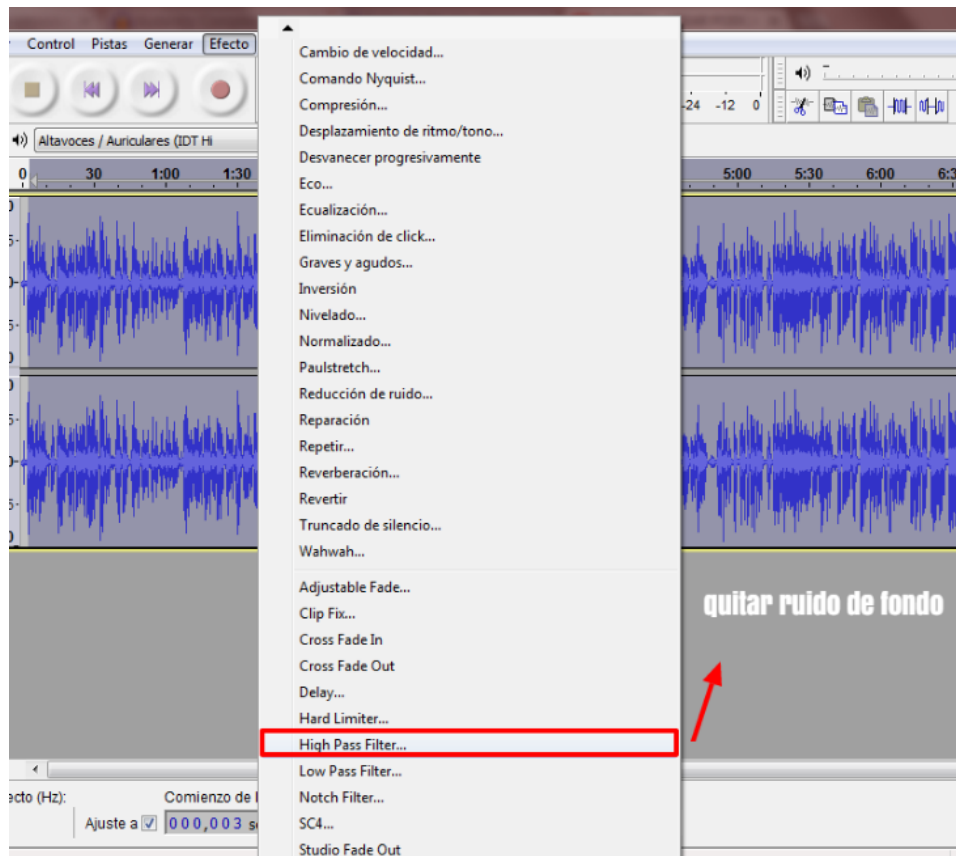 Control Pistas Generar Efecto
-24 -12 0
Altavoces / Auriculares (IDT Hi
0 30 1:00 1:30 5:00 5:30 6:00
Cambio de velocidad...
Comando Nyquist...
Compresión...
Desplazamiento de ritmo/tono...
Desvanecer progresivamente
Eco...
Ecualización...
Eliminación de click...
Graves y agudos...
Inversión
Nivelado...
Normalizado...
Paulstretch...
Reducción de ruido...
Reparación
Repetir...
Reverberación...
Revertir
Truncado de silencio...
Wahwah...
Adjustable Fade...
Clip Fix...
Cross Fade In
Cross Fade Out
Delay...
Hard Limiter...
High Pass Filter...
Low Pass Filter...
Notch Filter...
SC4...
Studio Fade Out
quitar ruido de fondo
ecto (Hz): Comienzo de
Ajuste a 000,003 s